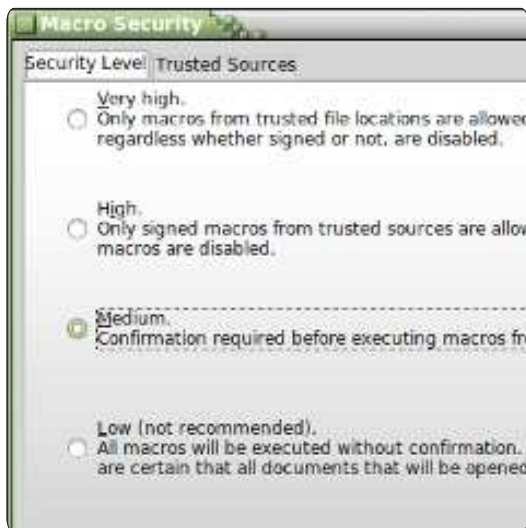 Macro Security
Security Level Trusted Sources
Very high.
Only macros from trusted file locations are allowed
regardless whether signed or not, are disabled.
High.
Only signed macros from trusted sources are allow
macros are disabled.
Medium.
Confirmation required before executing macros fr
Low (not recommended).
All macros will be executed without confirmation.
are certain that all documents that will be opened